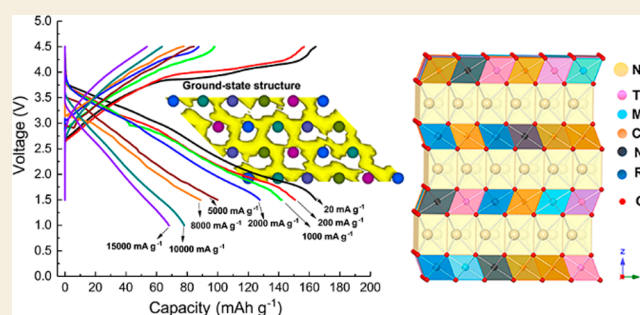 5.0
4.5
4.0
3.5
3.0
2.5
2.0
1.5
1.0
0.5
0.0
Voltage (V)
Ground-state structure
20 mA g-1
200 mA g-1
1000 mA g-1
2000 mA g-1
5000 mA g-1
8000 mA g-1
10000 mA g-1
15000 mA g-1
0 20 40 60 80 100 120 140 160 180 200
Capacity (mAh g-1)
N
T
M
C
N
R
z